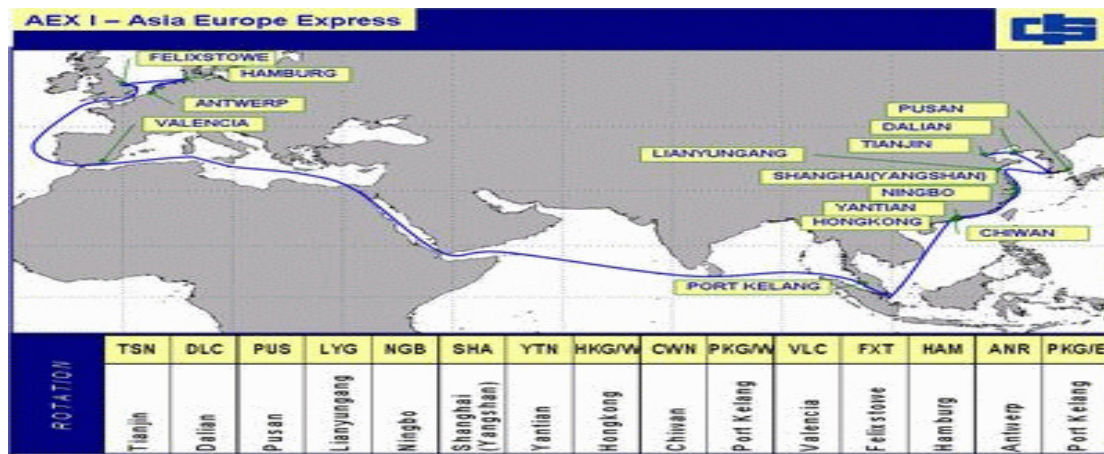 AEX I – Asia Europe Express
FELIXSTOWE
HAMBURG
ANTWERP
VALENCIA
PUSAN
DALIAN
TIANJIN
LIANYUNGANG
SHANGHAI(YANGSHAN)
NINGBO
YANTIAN
HONGKONG
CHIWAN
PORT KELANG
ROTATION
TSN DLC PUS LYG NGB SHA YTN HKG/W CWN PKG/W VLC FXT HAM ANR PKG/E
Tianjin
Dalian
Pusan
Lianyungang
Ningbo
Shanghai
(Yangshan)
Yantian
Hongkong
Chiwan
Port Kelang
Valencia
Felixstowe
Hamburg
Antwerp
Port Kelang